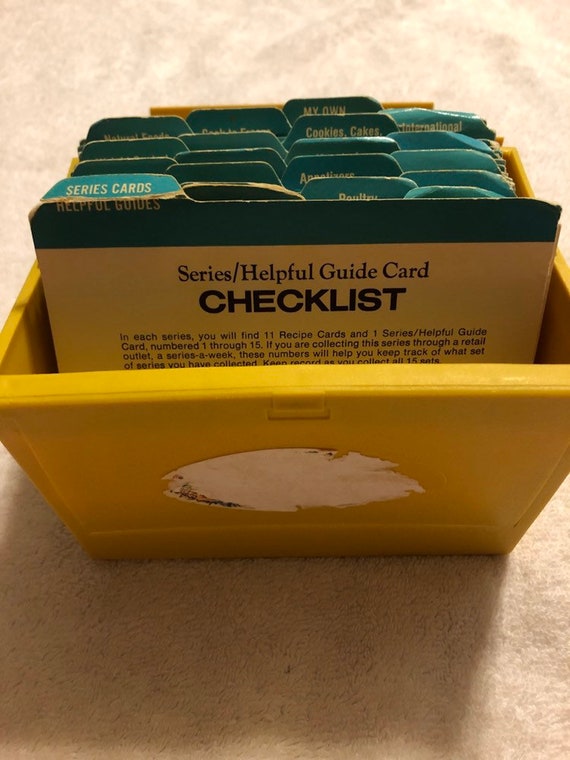 MY OWN
International
Natural Foods
Cookies, Cakes,
Appetizers
Poultry
SERIES CARDS
HELPFUL GUIDES
Series/Helpful Guide Card
CHECKLIST
In each series, you will find 11 Recipe Cards and 1 Series/Helpful Guide
Card, numbered 1 through 15. If you are collecting this series through a retail
outlet, a series-a-week, these numbers will help you keep track of what set
of series you have collected. Keep record as you collect all 15 sets.